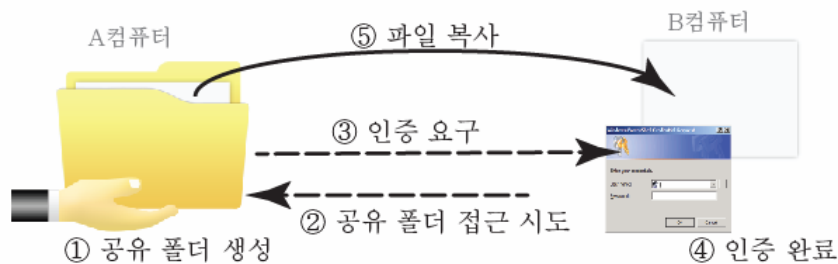 A컴퓨터
B컴퓨터
⑤ 파일 복사
③ 인증 요구
② 공유 폴더 접근 시도
① 공유 폴더 생성
④ 인증 완료